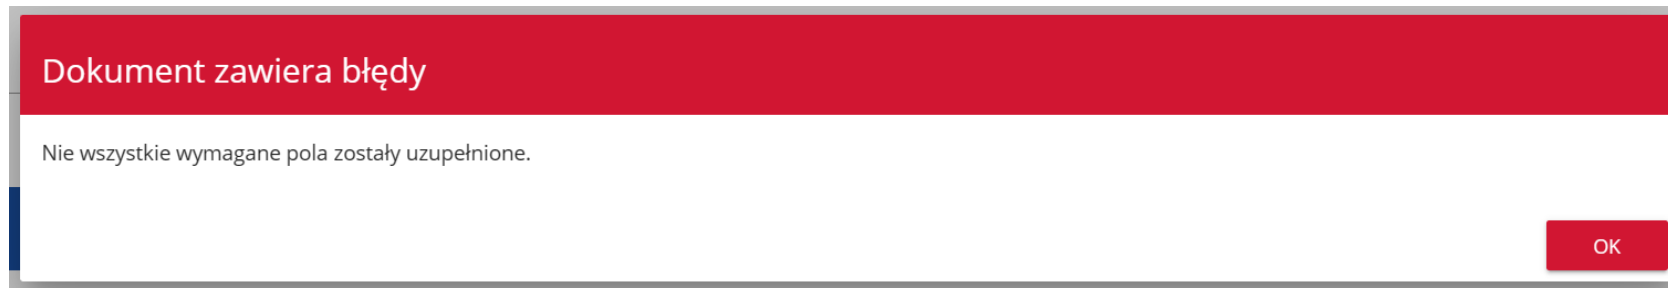 Dokument zawiera błędy
Nie wszystkie wymagane pola zostały uzupełnione.
OK